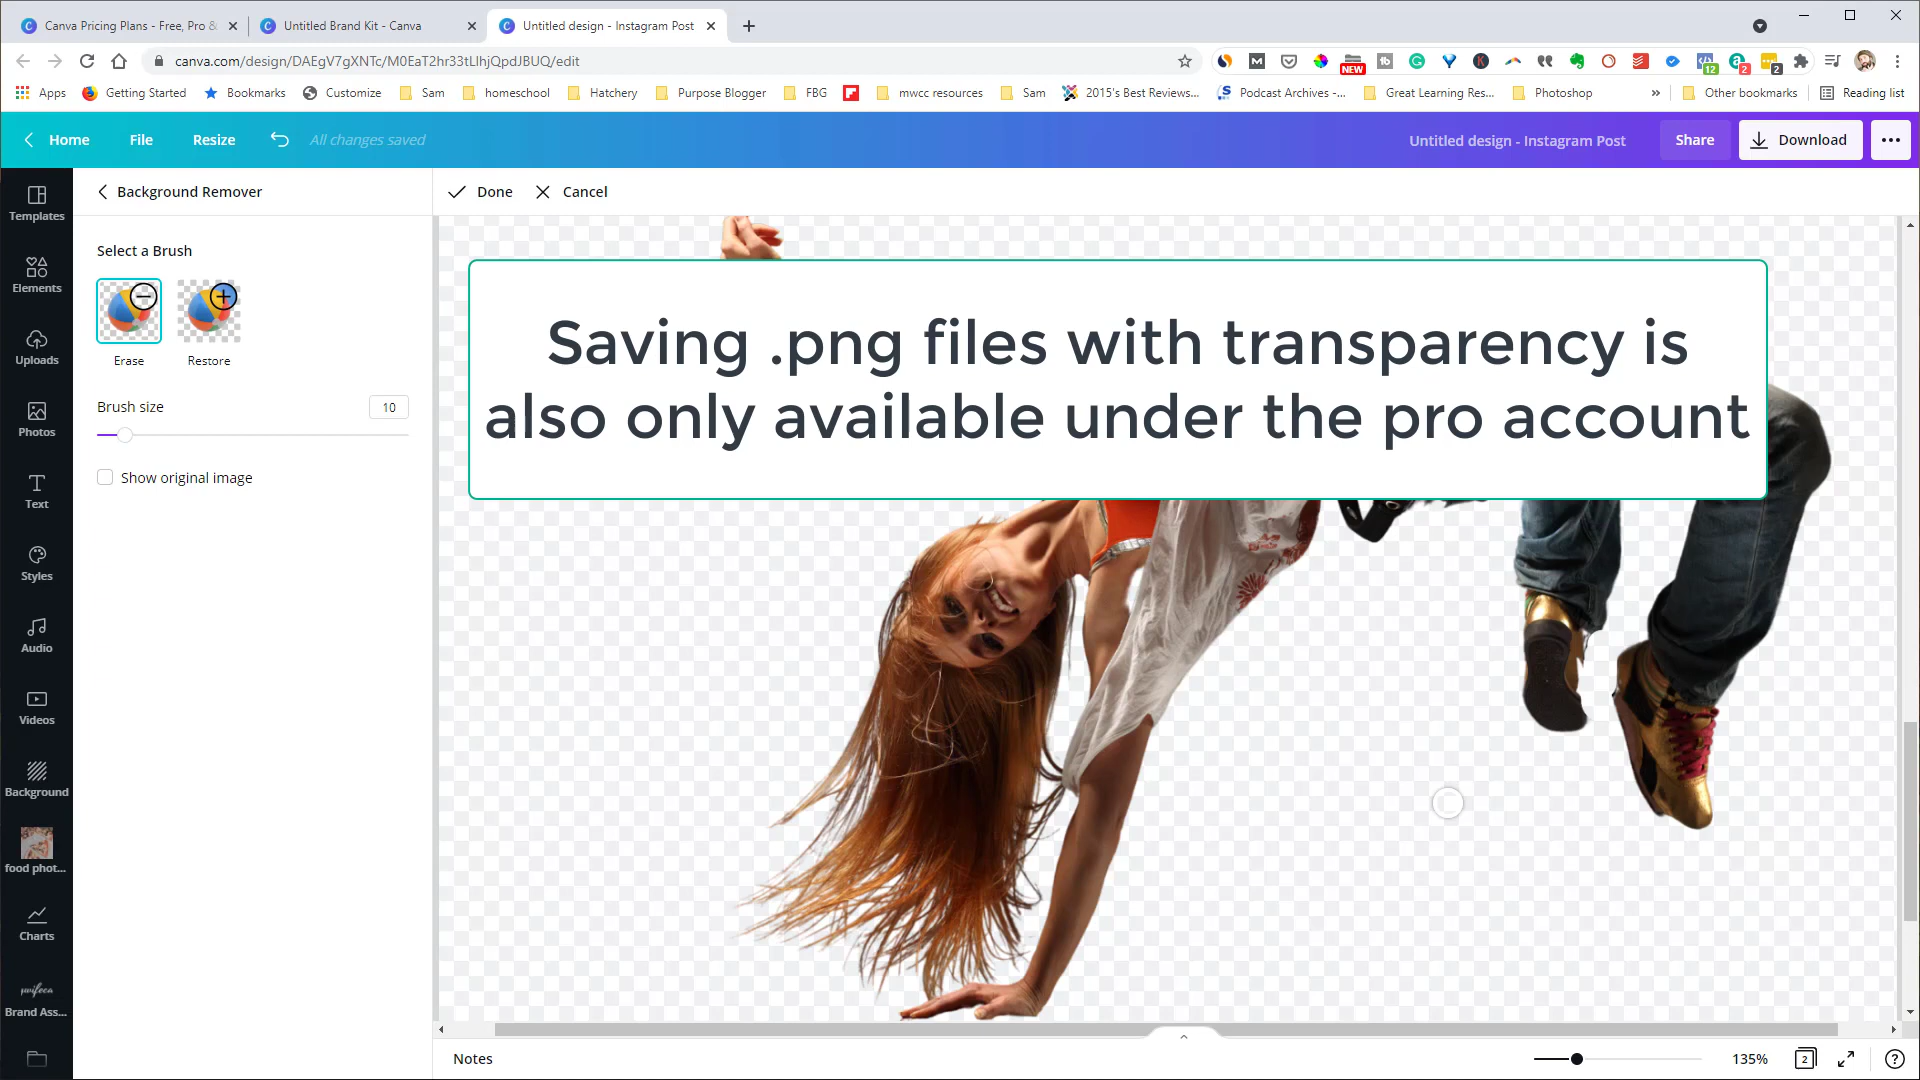 Canva Pricing Plans - Free, Pro &
Untitled Brand Kit - Canva
Untitled design - Instagram Post
canva.com/design/DAEgV7gXNTc/M0EaT2hr33tLIhjQpdJBUQ/edit
NEW
12
2
2
Apps
Getting Started
Bookmarks
Customize
Sam
homeschool
Hatchery
Purpose Blogger
FBG
mwcc resources
Sam
2015's Best Reviews...
Podcast Archives -...
Great Learning Res...
Photoshop
»
Other bookmarks
Reading list
Home
File
Resize
All changes saved
Untitled design - Instagram Post
Share
Download
Background Remover
Done
Cancel
Templates
Elements
Uploads
Photos
Text
Styles
Audio
Videos
Background
food phot...
Charts
Brand Ass...
Select a Brush
Erase
Restore
Brush size
10
Show original image
Saving .png files with transparency is
also only available under the pro account
Notes
135%
2